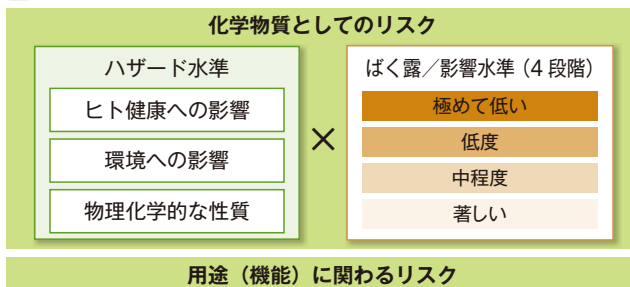 化学物質としてのリスク
ハザード水準
ヒト健康への影響
環境への影響
物理化学的な性質
×
ばく露／影響水準（4 段階）
極めて低い
低度
中程度
著しい
用途（機能）に関わるリスク